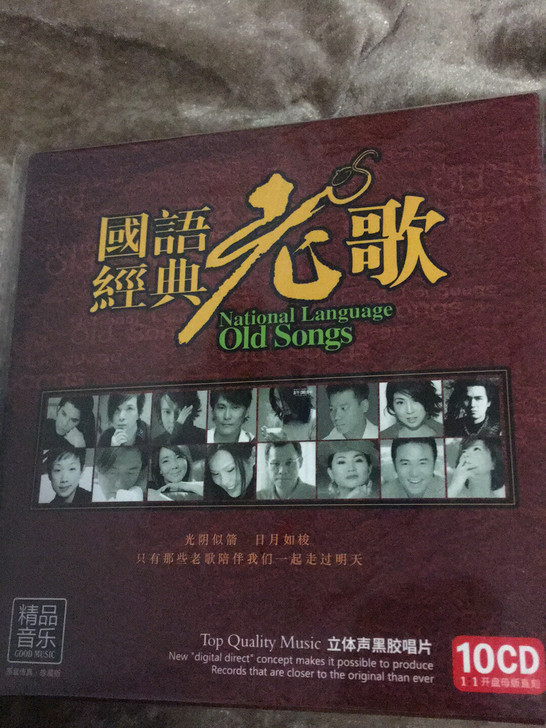 國語
經典
老歌
National Language
Old Songs
光阴似箭 日月如梭
只有那些老歌陪伴我们一起走过明天
精品
音乐
GOOD MUSIC
Top Quality Music 立体声黑胶唱片
New "digital direct" concept makes it possible to produce
Records that are closer to the original than ever
10CD
1:1开盘母版直刻